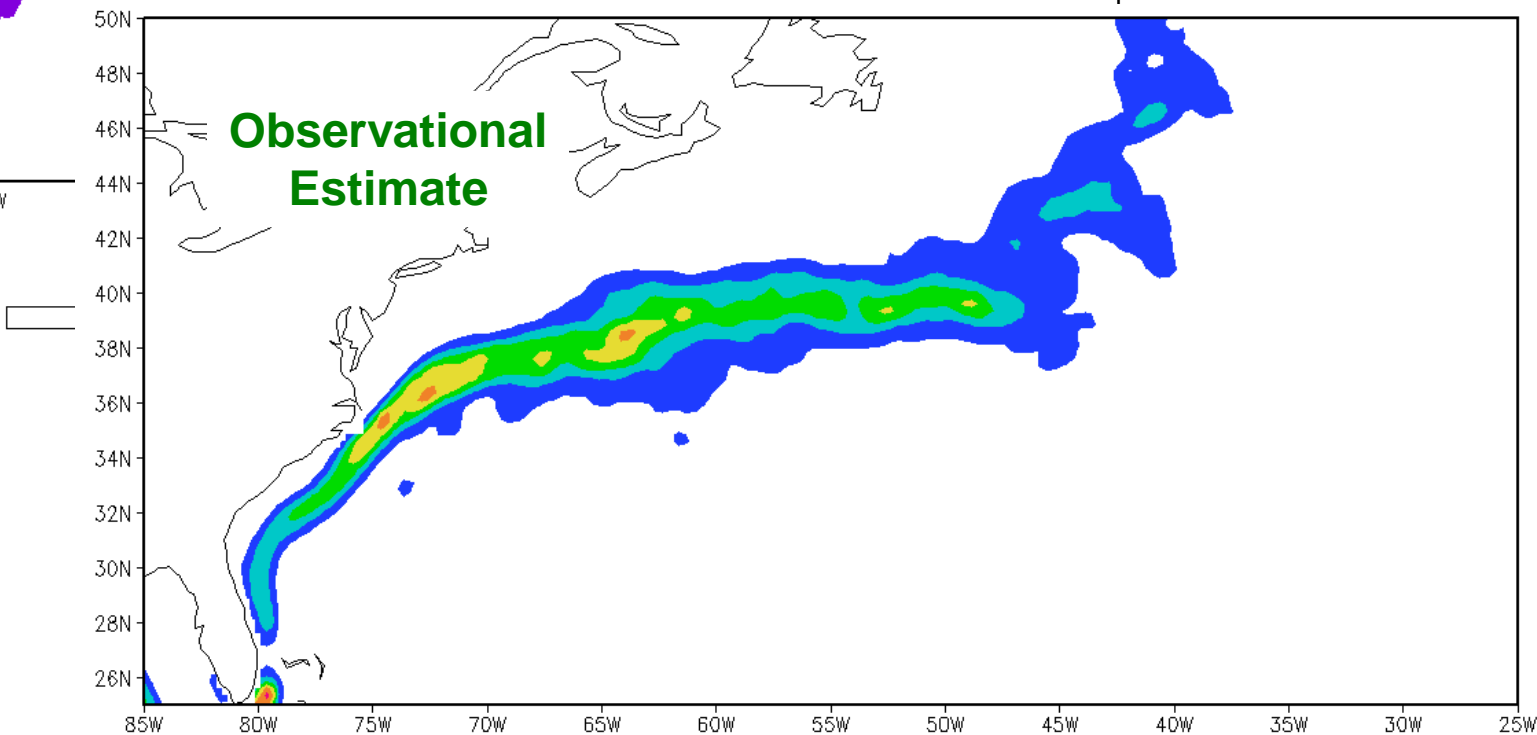 50N
48N
46N
44N
42N
40N
38N
36N
34N
32N
30N
28N
26N
Observational
Estimate
W
85W 80W 75W 70W 65W 60W 55W 50W 45W 40W 35W 30W 25W